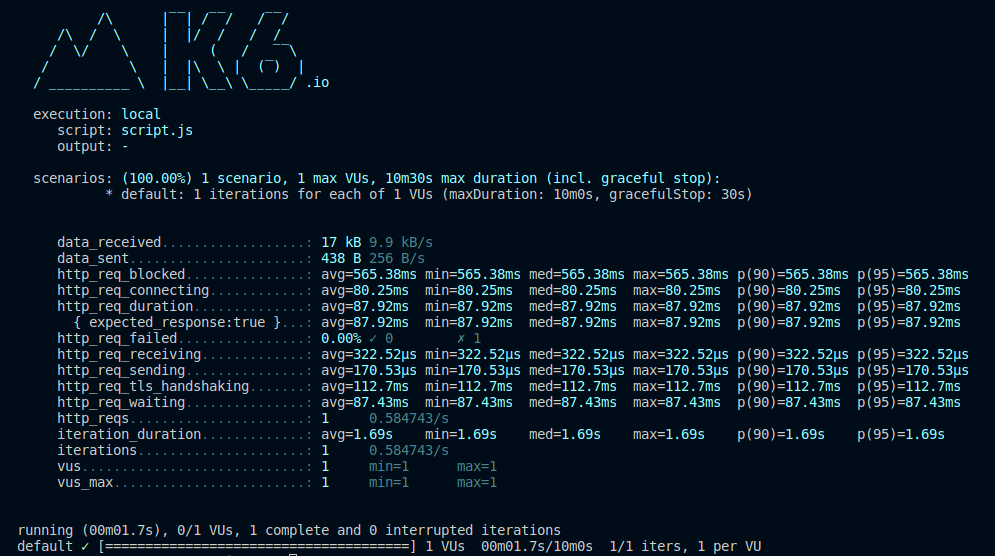 /\      |‾‾| /‾‾/   /‾‾/
     /\  /  \     |  |/  /   /  /
    /  \/    \    |     (   /   ‾‾\
   /          \   |  |\  \ |  (‾)  |
  / __________ \  |__| \__\ \_____/ .io
execution: local
script: script.js
output: -
scenarios: (100.00%) 1 scenario, 1 max VUs, 10m30s max duration (incl. graceful stop):
* default: 1 iterations for each of 1 VUs (maxDuration: 10m0s, gracefulStop: 30s)
data_received..................: 17 kB 9.9 kB/s
data_sent......................: 438 B 256 B/s
http_req_blocked...............: avg=565.38ms min=565.38ms med=565.38ms max=565.38ms p(90)=565.38ms p(95)=565.38ms
http_req_connecting............: avg=80.25ms min=80.25ms med=80.25ms max=80.25ms p(90)=80.25ms p(95)=80.25ms
http_req_duration..............: avg=87.92ms min=87.92ms med=87.92ms max=87.92ms p(90)=87.92ms p(95)=87.92ms
{ expected_response:true }...: avg=87.92ms min=87.92ms med=87.92ms max=87.92ms p(90)=87.92ms p(95)=87.92ms
http_req_failed................: 0.00% ✓ 0 ✗ 1
http_req_receiving.............: avg=322.52µs min=322.52µs med=322.52µs max=322.52µs p(90)=322.52µs p(95)=322.52µs
http_req_sending...............: avg=170.53µs min=170.53µs med=170.53µs max=170.53µs p(90)=170.53µs p(95)=170.53µs
http_req_tls_handshaking.......: avg=112.7ms min=112.7ms med=112.7ms max=112.7ms p(90)=112.7ms p(95)=112.7ms
http_req_waiting...............: avg=87.43ms min=87.43ms med=87.43ms max=87.43ms p(90)=87.43ms p(95)=87.43ms
http_reqs......................: 1 0.584743/s
iteration_duration.............: avg=1.69s min=1.69s med=1.69s max=1.69s p(90)=1.69s p(95)=1.69s
iterations.....................: 1 0.584743/s
vus............................: 1 min=1 max=1
vus_max........................: 1 min=1 max=1
running (00m01.7s), 0/1 VUs, 1 complete and 0 interrupted iterations
default ✓ [======================================] 1 VUs 00m01.7s/10m0s 1/1 iters, 1 per VU